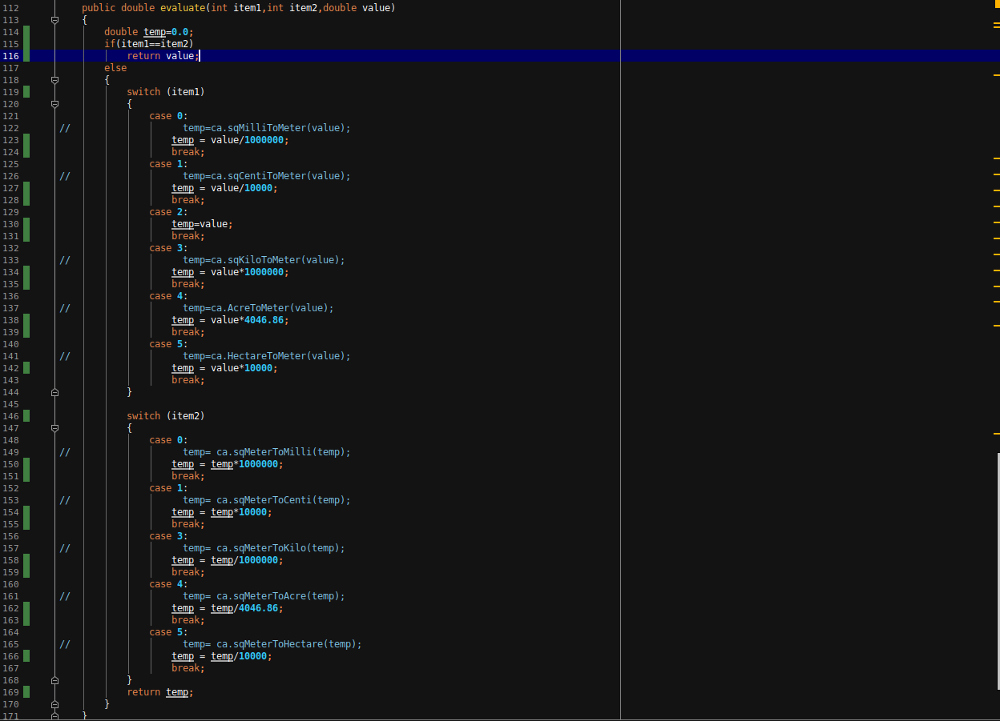 112 public double evaluate(int item1,int item2,double value)
113 {
114 double temp=0.0;
115 if(item1==item2)
116 return value;
117 else
118 {
119 switch (item1)
120 {
121 case 0:
122 // temp=ca.sqMilliToMeter(value);
123 temp = value/1000000;
124 break;
125 case 1:
126 // temp=ca.sqCentiToMeter(value);
127 temp = value/10000;
128 break;
129 case 2:
130 temp=value;
131 break;
132 case 3:
133 // temp=ca.sqKiloToMeter(value);
134 temp = value*1000000;
135 break;
136 case 4:
137 // temp=ca.AcreToMeter(value);
138 temp = value*4046.86;
139 break;
140 case 5:
141 // temp=ca.HectareToMeter(value);
142 temp = value*10000;
143 break;
144 }
145
146 switch (item2)
147 {
148 case 0:
149 // temp= ca.sqMeterToMilli(temp);
150 temp = temp*1000000;
151 break;
152 case 1:
153 // temp= ca.sqMeterToCenti(temp);
154 temp = temp*10000;
155 break;
156 case 3:
157 // temp= ca.sqMeterToKilo(temp);
158 temp = temp/1000000;
159 break;
160 case 4:
161 // temp= ca.sqMeterToAcre(temp);
162 temp = temp/4046.86;
163 break;
164 case 5:
165 // temp= ca.sqMeterToHectare(temp);
166 temp = temp/10000;
167 break;
168 }
169 return temp;
170 }
171 }